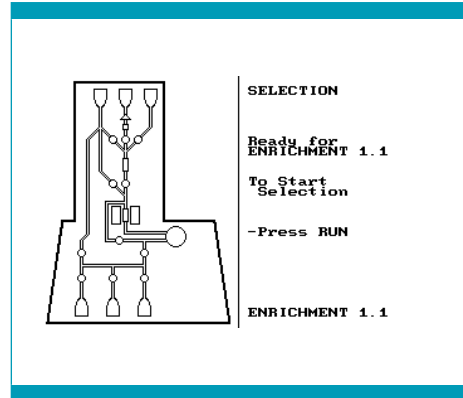 SELECTION
Ready for
ENRICHMENT 1.1
To Start
Selection
-Press RUN
ENRICHMENT 1.1